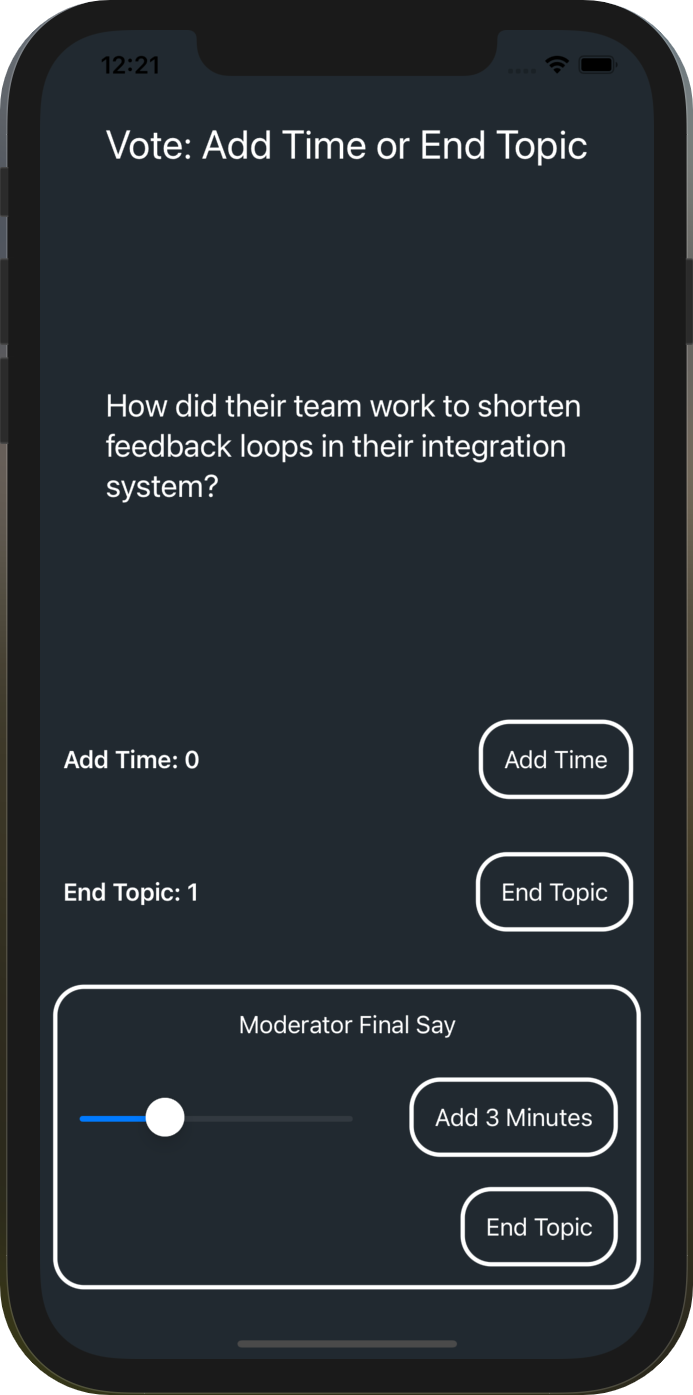 12:21
Vote: Add Time or End Topic
How did their team work to shorten
feedback loops in their integration
system?
Add Time: 0
Add Time
End Topic: 1
End Topic
Moderator Final Say
Add 3 Minutes
End Topic